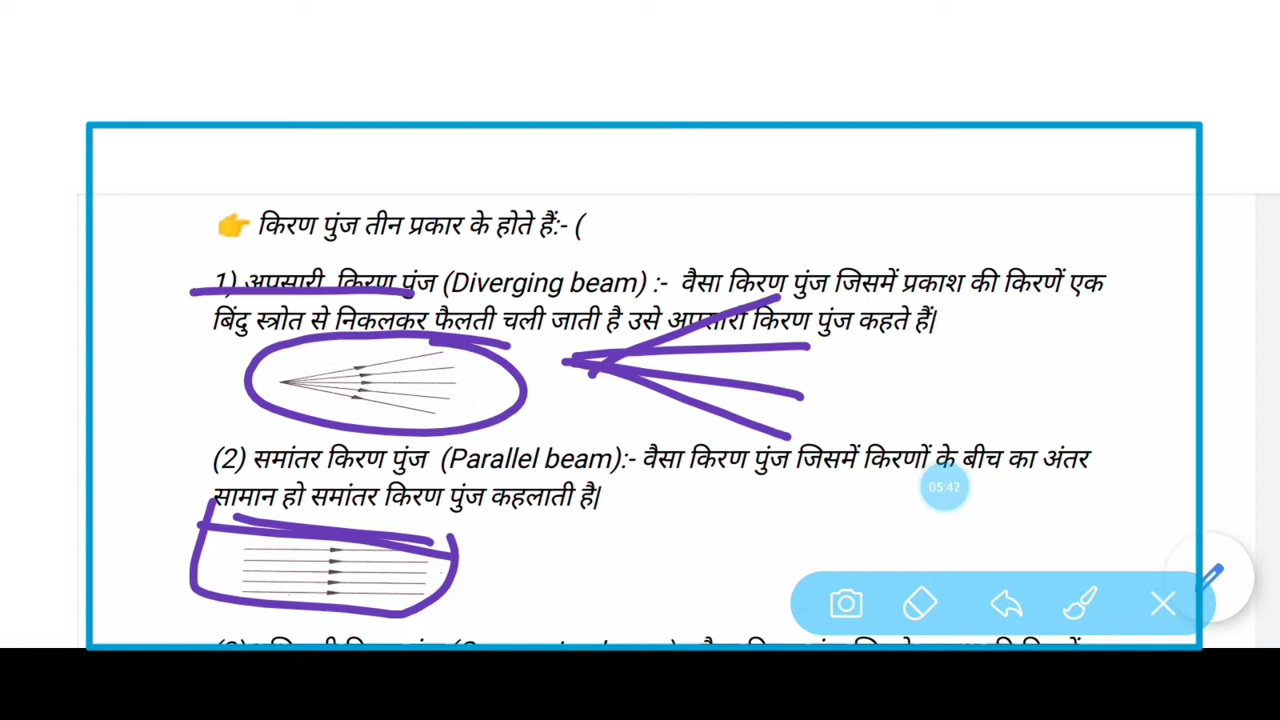 👉 किरण पुंज तीन प्रकार के होते हैं:- (
1) अपसारी किरण पुंज (Diverging beam) :- वैसा किरण पुंज जिसमें प्रकाश की किरणें एक
बिंदु स्त्रोत से निकलकर फैलती चली जाती है उसे अपसारी किरण पुंज कहते हैं|
(2) समांतर किरण पुंज (Parallel beam):- वैसा किरण पुंज जिसमें किरणों के बीच का अंतर
सामान हो समांतर किरण पुंज कहलाती है|
05:42